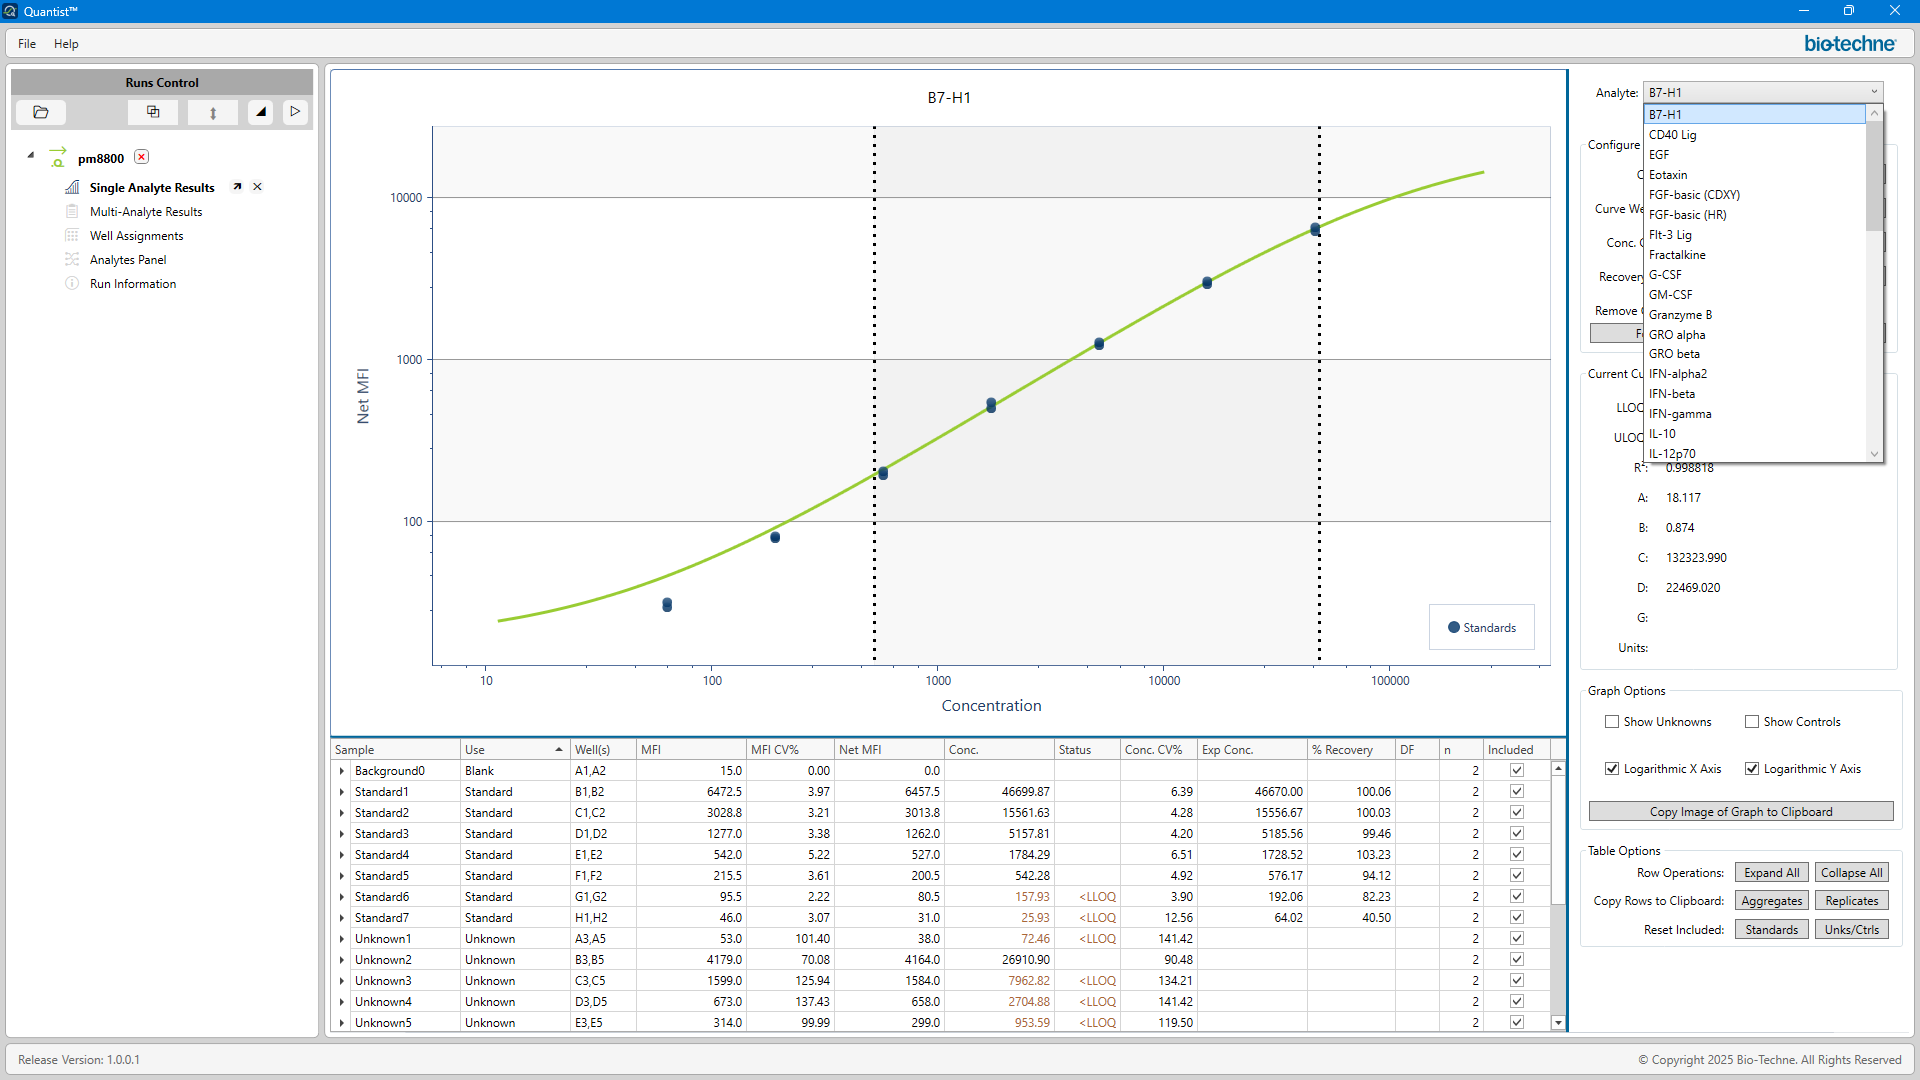 Quantist™
File Help
bio-techne
Runs Control
pm8800
Single Analyte Results
Multi-Analyte Results
Well Assignments
Analytes Panel
Run Information
B7-H1
10000
1000
100
Net MFI
10 100 1000 10000 100000
Concentration
Standards
Analyte: B7-H1
B7-H1
CD40 Lig
EGF
Eotaxin
FGF-basic (CDXY)
FGF-basic (HR)
Flt-3 Lig
Fractalkine
G-CSF
GM-CSF
Granzyme B
GRO alpha
GRO beta
IFN-alpha2
IFN-beta
IFN-gamma
IL-10
IL-12p70
Configure
Curve We
Conc.
Recovery
Remove
Current Cu
LLOQ
ULOQ
R²: 0.998818
A: 18.117
B: 0.874
C: 132323.990
D: 22469.020
G:
Units:
Graph Options
Show Unknowns Show Controls
Logarithmic X Axis Logarithmic Y Axis
Copy Image of Graph to Clipboard
Table Options
Row Operations: Expand All Collapse All
Copy Rows to Clipboard: Aggregates Replicates
Reset Included: Standards Unks/Ctrls
Sample Use Well(s) MFI MFI CV% Net MFI Conc. Status Conc. CV% Exp Conc. % Recovery DF n Included
Background0 Blank A1,A2 15.0 0.00 0.0 2
Standard1 Standard B1,B2 6472.5 3.97 6457.5 46699.87 6.39 46670.00 100.06 2
Standard2 Standard C1,C2 3028.8 3.21 3013.8 15561.63 4.28 15556.67 100.03 2
Standard3 Standard D1,D2 1277.0 3.38 1262.0 5157.81 4.20 5185.56 99.46 2
Standard4 Standard E1,E2 542.0 5.22 527.0 1784.29 6.51 1728.52 103.23 2
Standard5 Standard F1,F2 215.5 3.61 200.5 542.28 4.92 576.17 94.12 2
Standard6 Standard G1,G2 95.5 2.22 80.5 157.93 <LLOQ 3.90 192.06 82.23 2
Standard7 Standard H1,H2 46.0 3.07 31.0 25.93 <LLOQ 12.56 64.02 40.50 2
Unknown1 Unknown A3,A5 53.0 101.40 38.0 72.46 <LLOQ 141.42 2
Unknown2 Unknown B3,B5 4179.0 70.08 4164.0 26910.90 90.48 2
Unknown3 Unknown C3,C5 1599.0 125.94 1584.0 7962.82 <LLOQ 134.21 2
Unknown4 Unknown D3,D5 673.0 137.43 658.0 2704.88 <LLOQ 141.42 2
Unknown5 Unknown E3,E5 314.0 99.99 299.0 953.59 <LLOQ 119.50 2
Release Version: 1.0.0.1
© Copyright 2025 Bio-Techne. All Rights Reserved